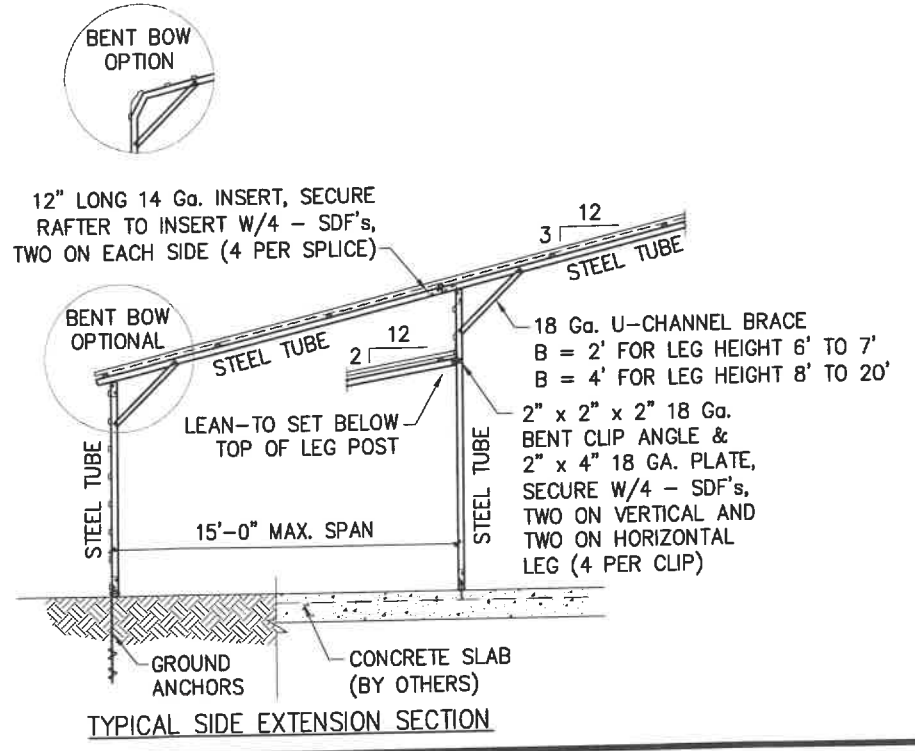 BENT BOW
OPTION
12" LONG 14 Ga. INSERT, SECURE
RAFTER TO INSERT W/4 – SDF's,
TWO ON EACH SIDE (4 PER SPLICE)
12
3
STEEL TUBE
BENT BOW
OPTIONAL
STEEL TUBE
12
2
18 Ga. U-CHANNEL BRACE
B = 2' FOR LEG HEIGHT 6' TO 7'
B = 4' FOR LEG HEIGHT 8' TO 20'
LEAN-TO SET BELOW
TOP OF LEG POST
2" x 2" x 2" 18 Ga.
BENT CLIP ANGLE &
2" x 4" 18 GA. PLATE,
SECURE W/4 – SDF's,
TWO ON VERTICAL AND
TWO ON HORIZONTAL
LEG (4 PER CLIP)
STEEL TUBE
STEEL TUBE
15'-0" MAX. SPAN
GROUND
ANCHORS
CONCRETE SLAB
(BY OTHERS)
TYPICAL SIDE EXTENSION SECTION